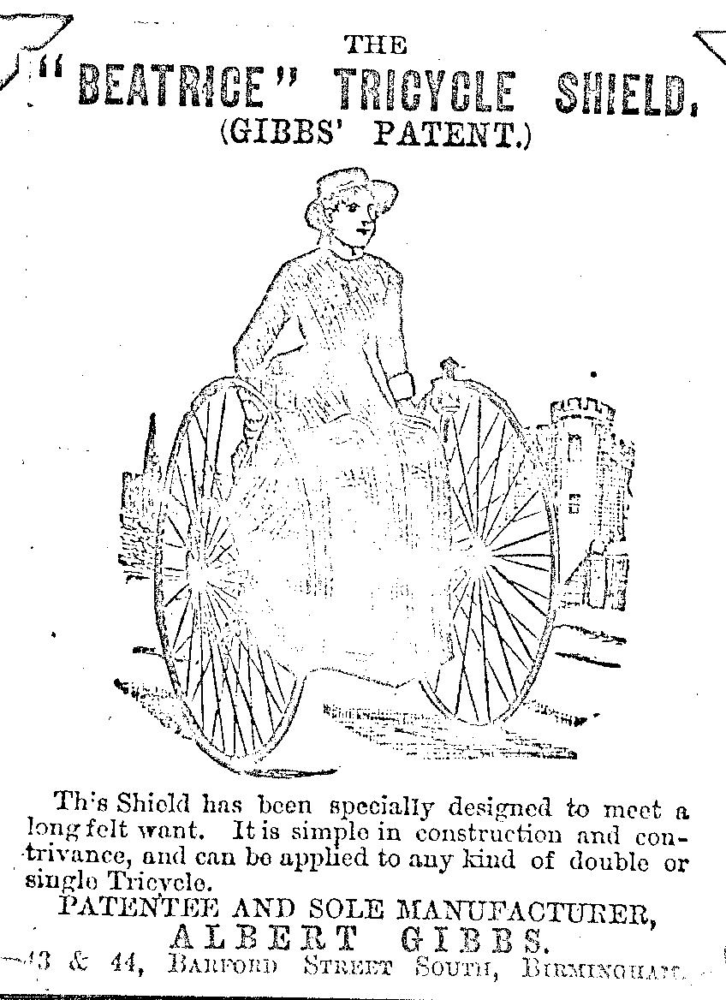 THE
"BEATRICE" TRICYCLE SHIELD.
(GIBBS' PATENT.)
This Shield has been specially designed to meet a
long felt want. It is simple in construction and con-
trivance, and can be applied to any kind of double or
single Tricycle.
PATENTEE AND SOLE MANUFACTURER,
ALBERT GIBBS.
43 & 44, BARFORD STREET SOUTH, BIRMINGHAM.